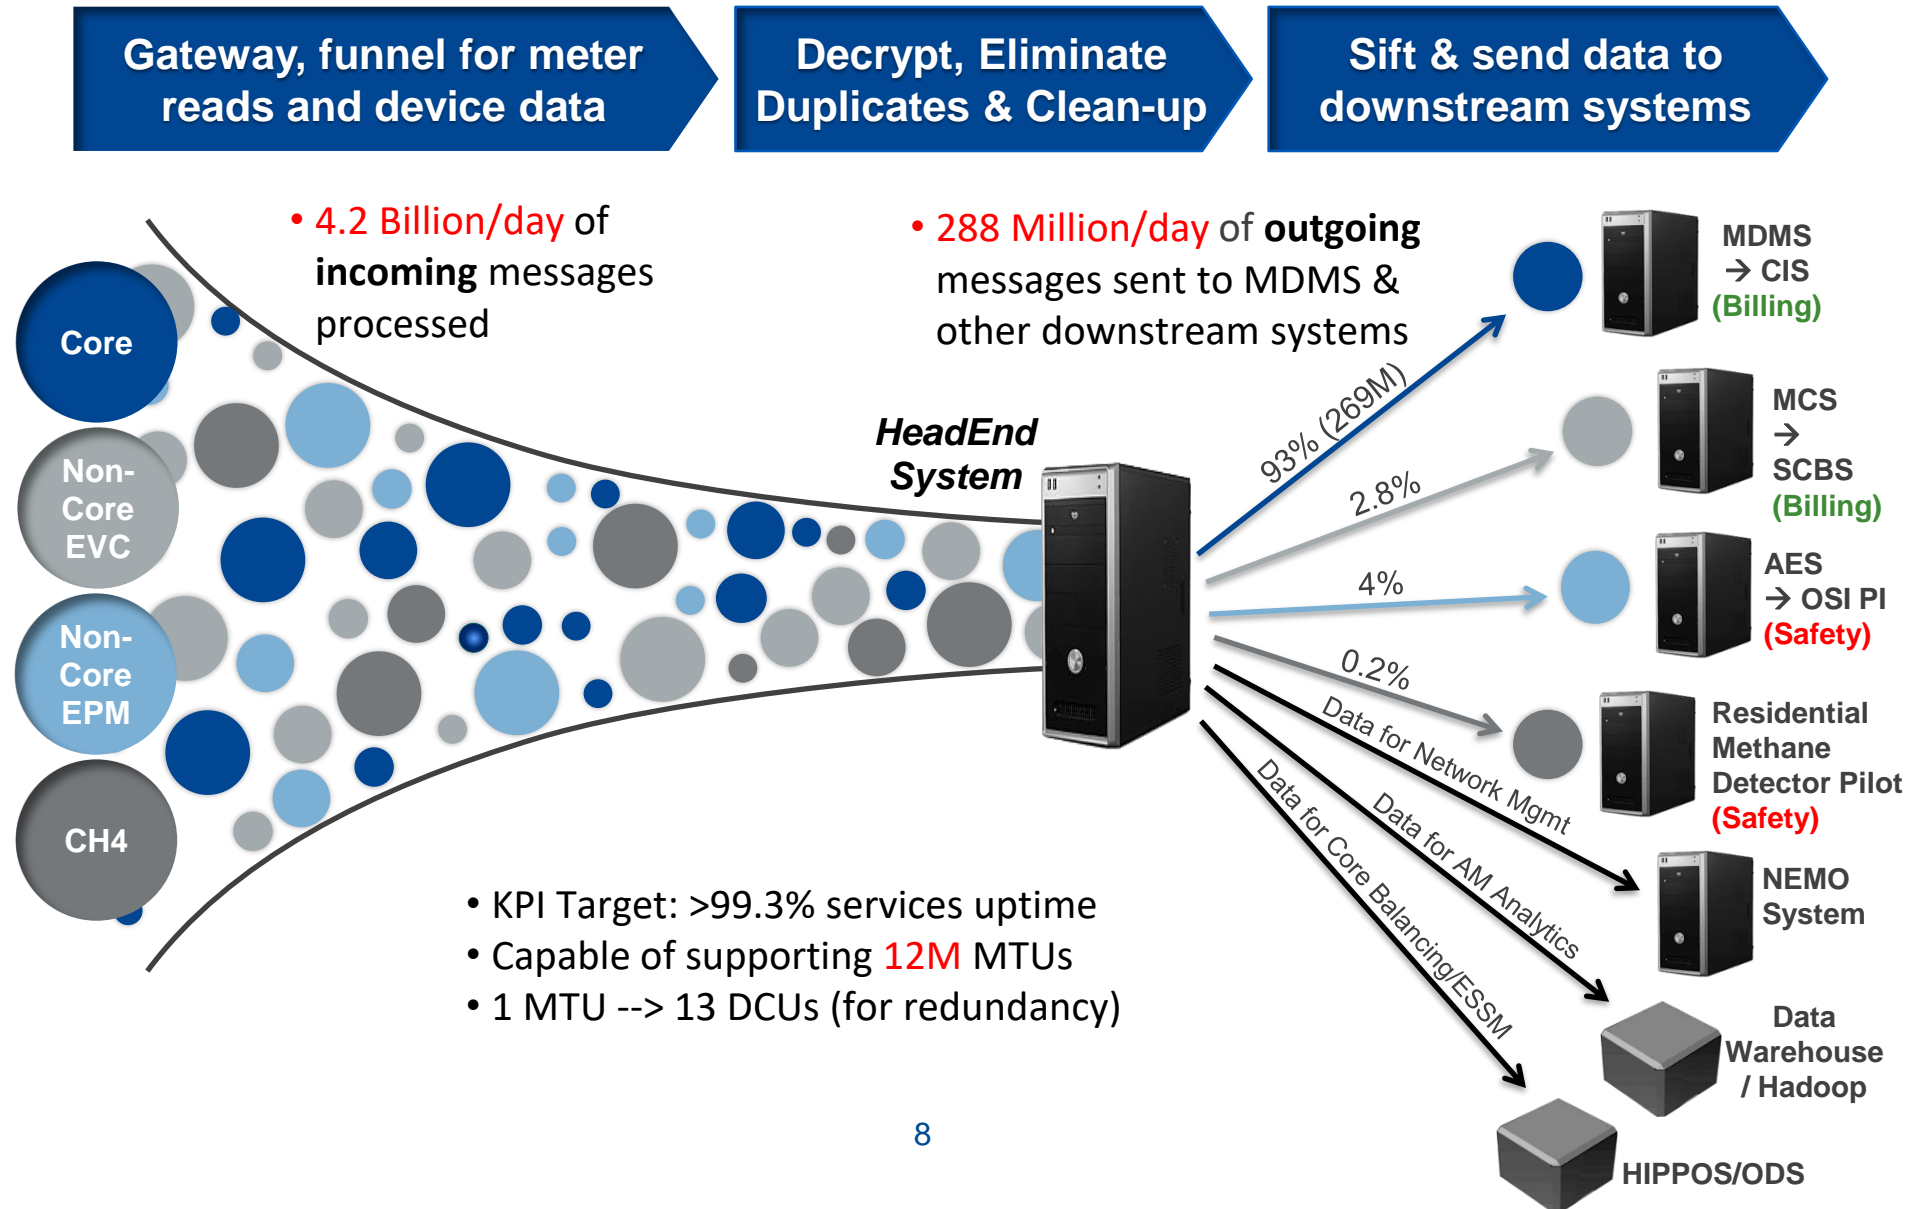 Gateway, funnel for meter
reads and device data
Decrypt, Eliminate
Duplicates & Clean-up
Sift & send data to
downstream systems
• 4.2 Billion/day of
incoming messages
processed
• 288 Million/day of outgoing
messages sent to MDMS &
other downstream systems
Core
Non-
Core
EVC
Non-
Core
EPM
CH4
HeadEnd
System
93% (269M)
2.8%
4%
0.2%
Data for Network Mgmt
Data for AM Analytics
Data for Core Balancing/ESSM
MDMS
→ CIS
(Billing)
MCS
→
SCBS
(Billing)
AES
→ OSI PI
(Safety)
Residential
Methane
Detector Pilot
(Safety)
NEMO
System
Data
Warehouse
/ Hadoop
HIPPOS/ODS
• KPI Target: >99.3% services uptime
• Capable of supporting 12M MTUs
• 1 MTU --> 13 DCUs (for redundancy)
8